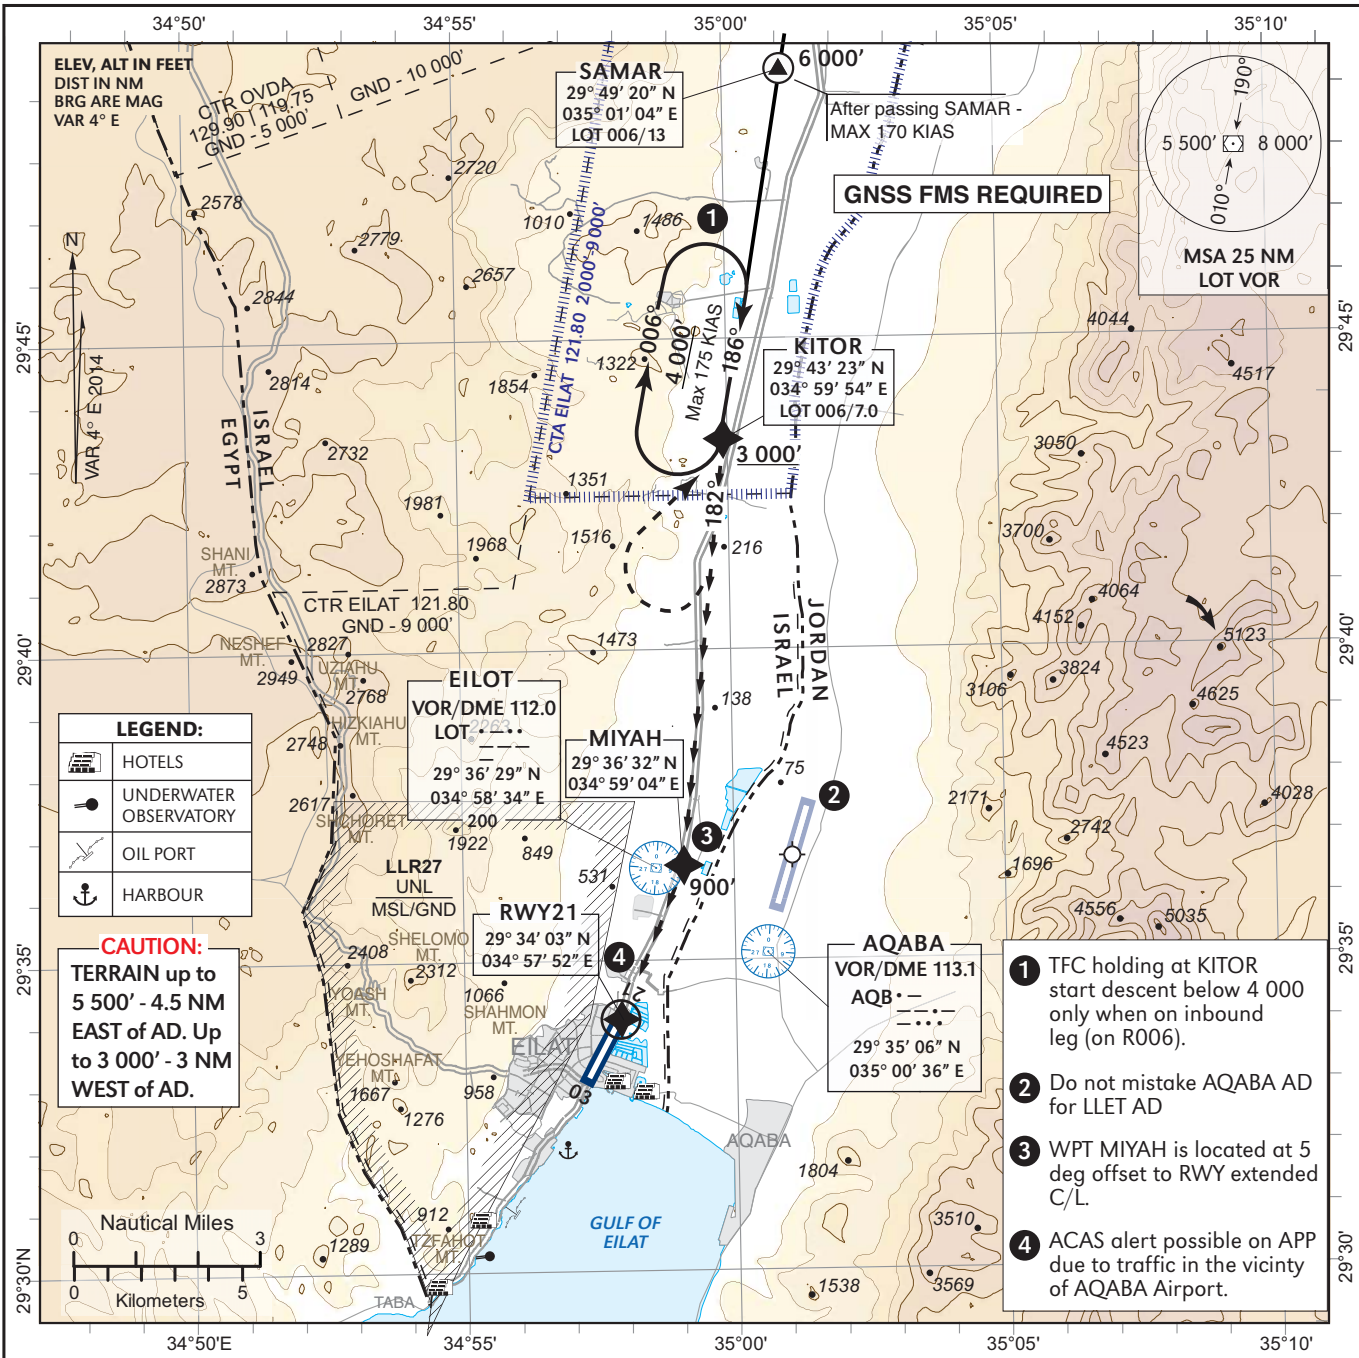 34°50'
34°55'
35°00'
35°05'
35°10'
ELEV, ALT IN FEET
DIST IN NM
BRG ARE MAG
VAR 4° E
CTR OVDA
129.90 | 119.75
GND - 5 000'
GND - 10 000'
SAMAR
29° 49' 20” N
035° 01' 04” E
LOT 006/13
6 000'
After passing SAMAR -
MAX 170 KIAS
190°
5 500'
8 000'
010°
MSA 25 NM
LOT VOR
GNSS FMS REQUIRED
2720
2578
1010
1486
1
2779
2657
2844
N
VAR 4° E 2014
CTA EILAT 121.80 2 000'-9 000'
006°
4 000'
Max 175 KIAS
186°
29°45'
29°45'
4044
4517
1322
1854
2814
KITOR
29° 43' 23” N
034° 59' 54” E
LOT 006/7.0
3 000'
ISRAEL
EGYPT
2732
3050
1351
182°
1981
1516
216
3700
1968
SHANI
MT.
2873
CTR EILAT 121.80
GND - 9 000'
4064
4152
JORDAN
ISRAEL
5123
29°40'
29°40'
NESHEF
MT.
2827
2949
UZIAHU
MT.
2768
1473
3824
3106
4625
EILOT
VOR/DME 112.0
LOT
2263
29° 36' 29” N
034° 58' 34” E
200
138
HIZKIAHU
MT.
2748
MIYAH
29° 36' 32” N
034° 59' 04” E
4523
LEGEND:
HOTELS
UNDERWATER
OBSERVATORY
OIL PORT
HARBOUR
75
2
2617
SHCHORET
MT.
1922
849
2171
4028
2742
3
1696
LLR27
UNL
MSL/GND
531
900'
RWY21
29° 34' 03” N
034° 57' 52” E
4
4556
5035
CAUTION:
TERRAIN up to
5 500' - 4.5 NM
EAST of AD. Up
to 3 000' - 3 NM
WEST of AD.
SHELOMO
MT.
2408
2312
29°35'
29°35'
AQABA
VOR/DME 113.1
AQB
29° 35' 06” N
035° 00' 36” E
YOASH
MT.
1066
SHAHMON
MT.
21
EILAT
YEHOSHAFAT
MT.
1667
1276
958
03
AQABA
1804
1 TFC holding at KITOR
start descent below 4 000
only when on inbound
leg (on R006).
2 Do not mistake AQABA AD
for LLET AD
3 WPT MIYAH is located at 5
deg offset to RWY extended
C/L.
4 ACAS alert possible on APP
due to traffic in the vicinty
of AQABA Airport.
912
TZFAHOT
MT.
GULF OF
EILAT
3510
3569
1538
1289
Nautical Miles
0
3
0
5
Kilometers
TABA
29°30'N
29°30'
34°50'E
34°55'
35°00'
35°05'
35°10'